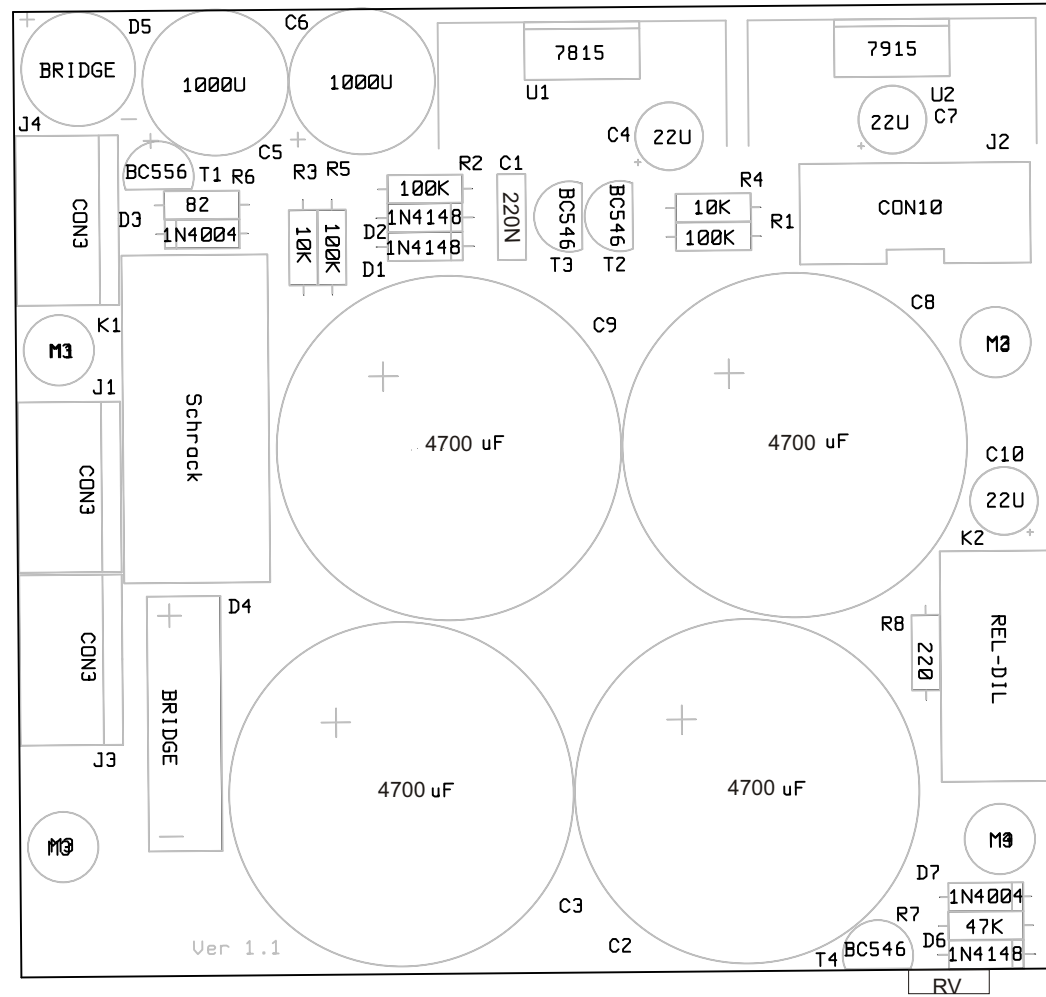 D5
C6
BRIDGE
1000U
1000U
7815
7915
U1
U2
J4
C4
22U
22U
C7
J2
C5
BC556
T1
R6
R3
R5
R2
C1
R4
D3
82
100K
220N
BC546
BC546
10K
CON10
CON3
1N4004
1N4148
D2
100K
R1
10K
100K
1N4148
D1
T3
T2
K1
C9
C8
J1
Schrack
4700 uF
4700 uF
C10
CON3
22U
K2
D4
R8
CON3
220
REL-DIL
BRIDGE
J3
4700 uF
4700 uF
D7
1N4004
C3
R7
47K
Ver 1.1
C2
D6
T4
BC546
1N4148
RV